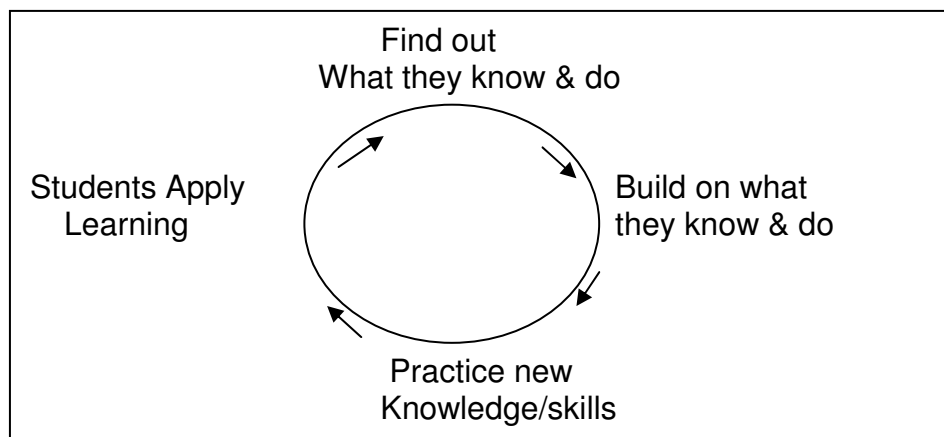 Find out
What they know & do
Build on what
they know & do
Practice new
Knowledge/skills
Students Apply
Learning